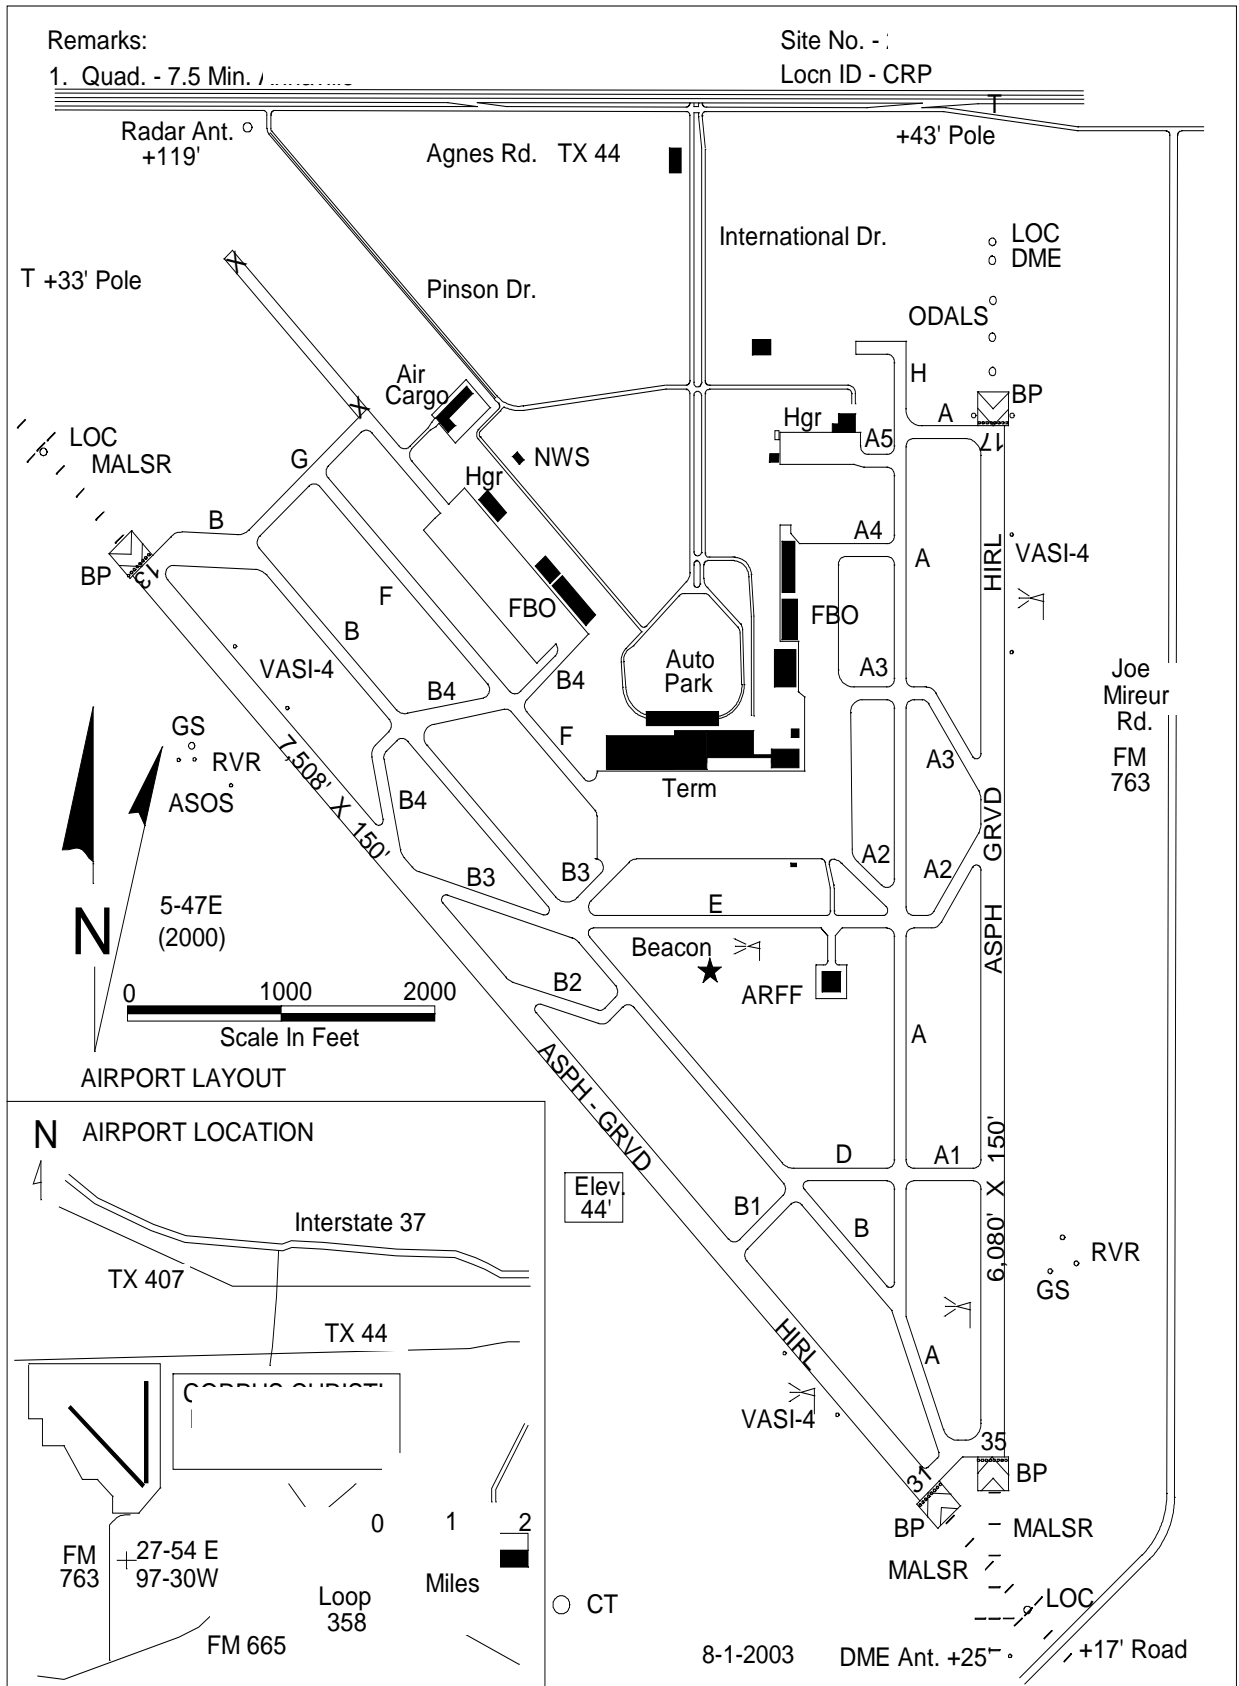 Remarks:
Site No. -
1. Quad. - 7.5 Min.
Locn ID - CRP
T
Radar Ant.
+119'
Agnes Rd. TX 44
+43' Pole
International Dr.
LOC
DME
T +33' Pole
Pinson Dr.
ODALS
X
Air
Cargo
H
BP
X
A
Hgr
A5
17
LOC
MALSR
G
NWS
Hgr
B
A4
A
HIRL
VASI-4
BP
13
F
FBO
FBO
B
VASI-4
Auto
Park
A3
Joe
Mireur
Rd.
FM
763
B4
B4
GS
RVR
ASOS
7,508' X 150'
F
A3
Term
B4
GRVD
A2
A2
B3
B3
E
ASPH
N
5-47E
(2000)
Beacon
B2
ARFF
0 1000 2000
Scale In Feet
A
AIRPORT LAYOUT
ASPH - GRVD
N AIRPORT LOCATION
D
A1
6,080' X 150'
Elev.
44'
B1
B
Interstate 37
RVR
GS
TX 407
TX 44
HIRL
A
CORPUS CHRISTI
VASI-4
35
31
BP
BP
MALSR
MALSR
0 1 2
Miles
FM
763
27-54 E
97-30W
Loop
358
CT
LOC
FM 665
8-1-2003
DME Ant. +25'
+17' Road